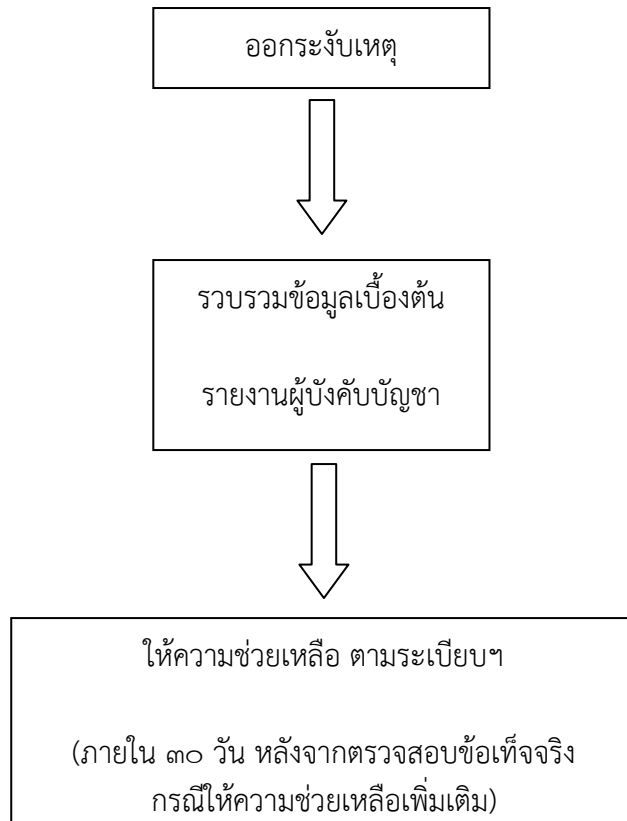 ออกระงับเหตุ
รวบรวมข้อมูลเบื้องต้น
รายงานผู้บังคับบัญชา
ให้ความช่วยเหลือ ตามระเบียบฯ
(ภายใน ๓๐ วัน หลังจากตรวจสอบข้อเท็จจริง
กรณีให้ความช่วยเหลือเพิ่มเติม)